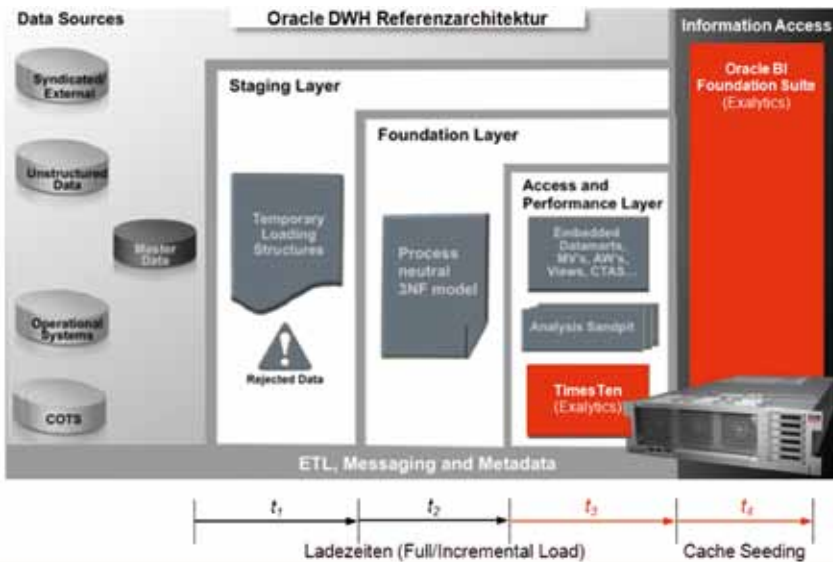 Data Sources
Oracle DWH Referenzarchitektur
Information Access
Syndicated/
External
Unstructured
Data
Master
Data
Operational
Systems
COTS
Staging Layer
Temporary
Loading
Structures
Rejected Data
Foundation Layer
Process
neutral
3NF model
Access and
Performance Layer
Embedded
Datamarts,
MV's, AW's,
Views, CTAS...
Analysis Sandpit
TimesTen
(Exalytics)
Oracle BI
Foundation Suite
(Exalytics)
ETL, Messaging and Metadata
t1
t2
t3
t4
Ladezeiten (Full/Incremental Load)
Cache Seeding